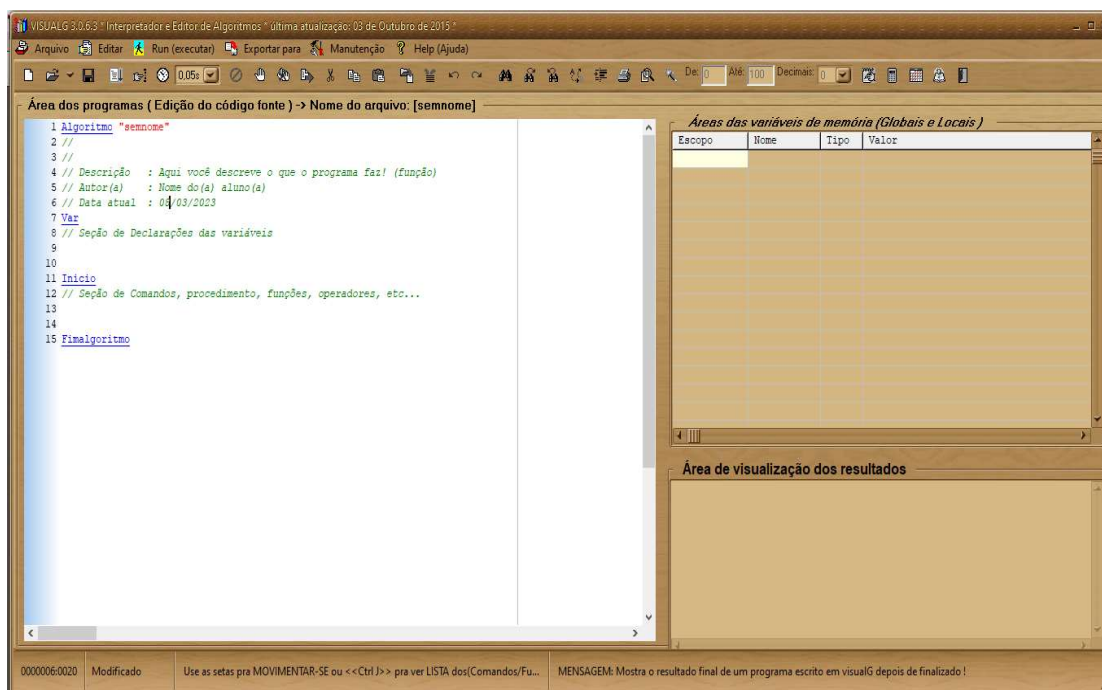 VISUALG 3.0.6.3 * Interpretador e Editor de Algoritmos * última atualização: 03 de Outubro de 2015 *
Arquivo Editar Run (executar) Exportar para Manutenção Help (Ajuda)
0,05s De: 0 Até: 100 Decimais: 0
Área dos programas ( Edição do código fonte ) -> Nome do arquivo: [semnome]
1 Algoritmo "semnome"
2 //
3 //
4 // Descrição : Aqui você descreve o que o programa faz! (função)
5 // Autor(a) : Nome do(a) aluno(a)
6 // Data atual : 08/03/2023
7 Var
8 // Seção de Declarações das variáveis
9
10
11 Inicio
12 // Seção de Comandos, procedimento, funções, operadores, etc...
13
14
15 Fimalgoritmo
Áreas das variáveis de memória (Globais e Locais )
Escopo Nome Tipo Valor
Área de visualização dos resultados
0000006:0020 Modificado Use as setas pra MOVIMENTAR-SE ou <<Ctrl J>> pra ver LISTA dos(Comandos/Fu... MENSAGEM: Mostra o resultado final de um programa escrito em visualG depois de finalizado !